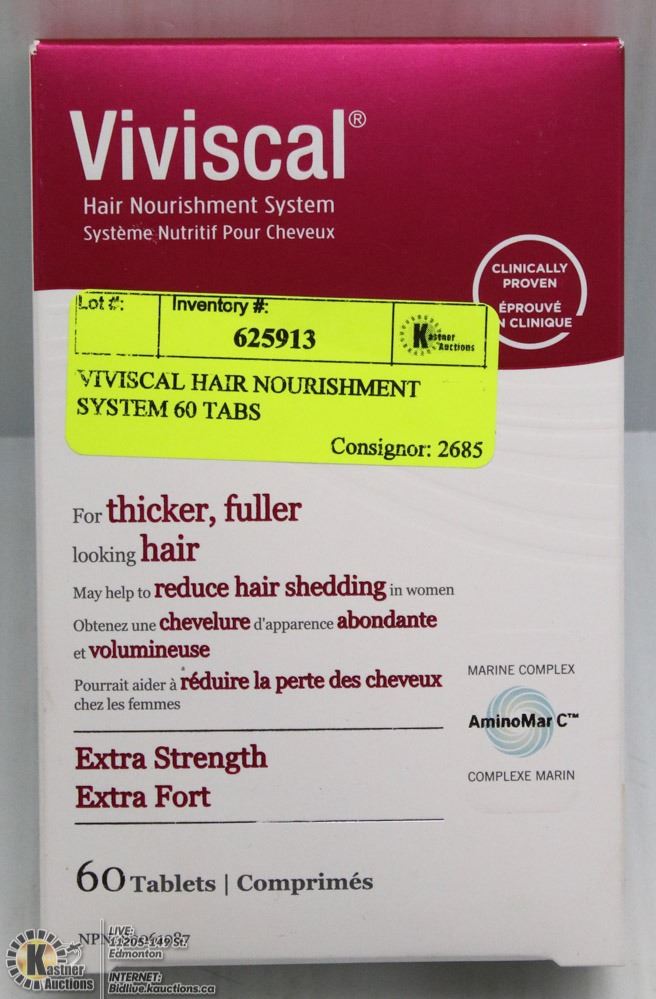 Viviscal®
Hair Nourishment System
Système Nutritif Pour Cheveux
CLINICALLY
PROVEN
ÉPROUVÉ
N CLINIQUE
Lot #:
Inventory #:
625913
Kastner
Auctions
VIVISCAL HAIR NOURISHMENT
SYSTEM 60 TABS
Consignor: 2685
For thicker, fuller
looking hair
May help to reduce hair shedding in women
Obtenez une chevelure d'apparence abondante
et volumineuse
Pourrait aider à réduire la perte des cheveux
chez les femmes
MARINE COMPLEX
AminoMar C™
COMPLEXE MARIN
Extra Strength
Extra Fort
60 Tablets | Comprimés
NPN
Kastner
Auctions
LIVE:
11205-149 St.
Edmonton
INTERNET:
Bidlive.kauctions.ca